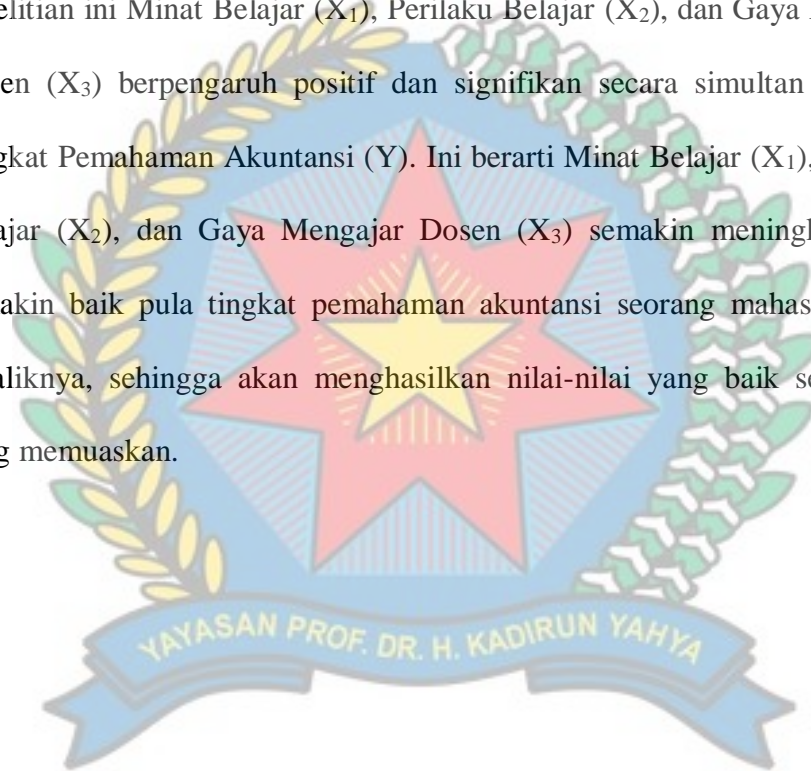 elitian ini Minat Belajar (X₁), Perilaku Belajar (X₂), dan Gaya
en (X₃) berpengaruh positif dan signifikan secara simultan
gkat Pemahaman Akuntansi (Y). Ini berarti Minat Belajar (X₁),
ajar (X₂), dan Gaya Mengajar Dosen (X₃) semakin mening
akin baik pula tingkat pemahaman akuntansi seorang mahas
aliknya, sehingga akan menghasilkan nilai-nilai yang baik se
g memuaskan.
YAYASAN PROF. DR. H. KADIRUN YAHYA